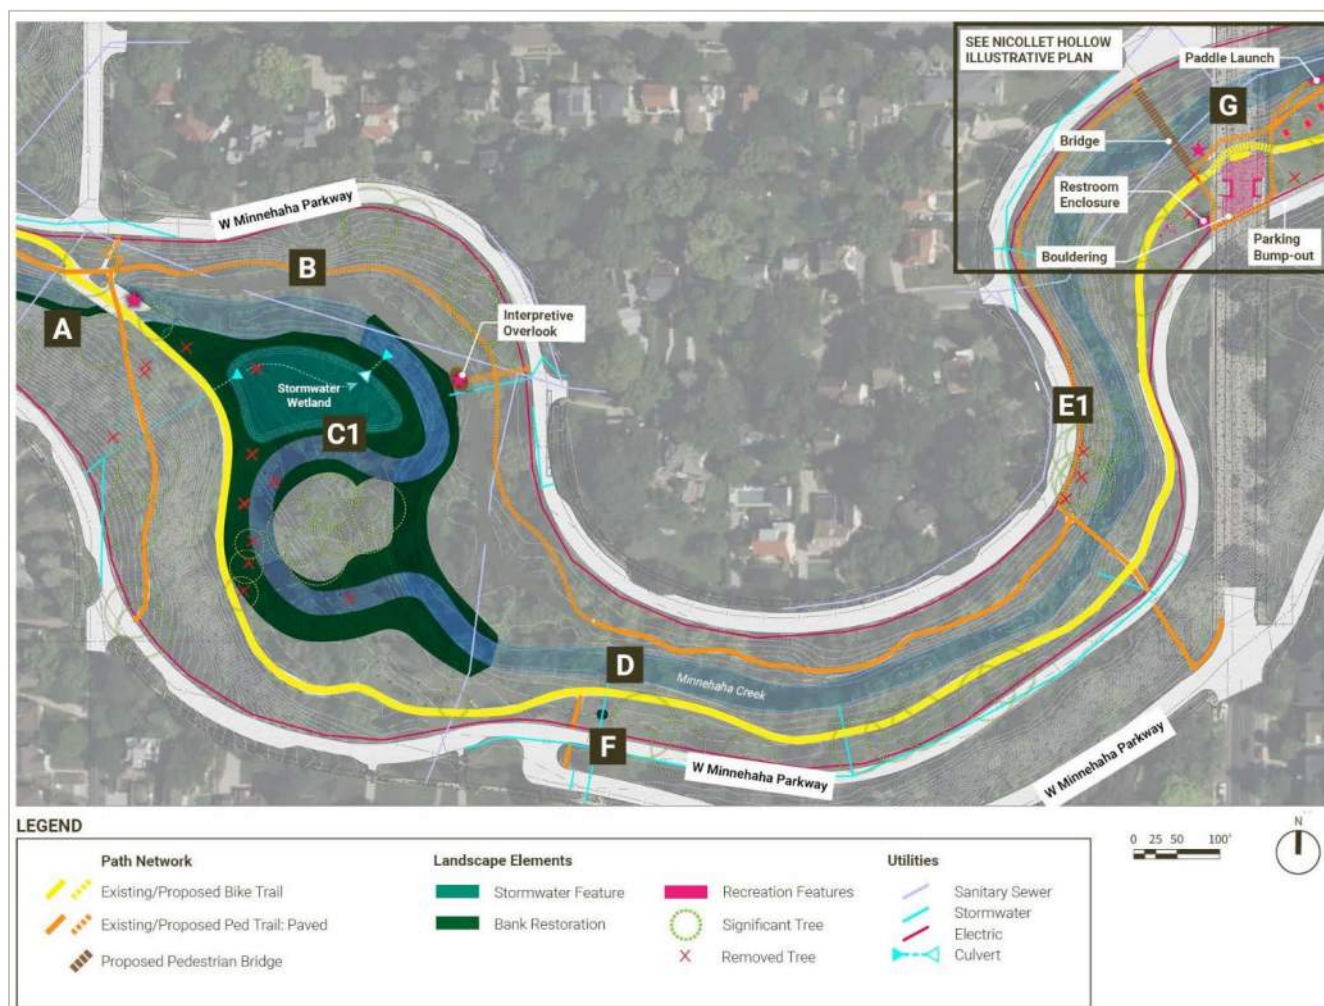 SEE NICOLLET HOLLOW
ILLUSTRATIVE PLAN
Paddle Launch
G
Bridge
Restroom
Enclosure
Bouldering
Parking
Bump-out
W Minnehaha Parkway
B
A
Interpretive
Overlook
Stormwater
Wetland
C1
E1
D
Minnehaha Creek
F
W Minnehaha Parkway
W Minnehaha Parkway
LEGEND
Path Network
Existing/Proposed Bike Trail
Existing/Proposed Ped Trail: Paved
Proposed Pedestrian Bridge
Landscape Elements
Stormwater Feature
Bank Restoration
Recreation Features
Significant Tree
Removed Tree
Utilities
Sanitary Sewer
Stormwater
Electric
Culvert
0 25 50 100'
N